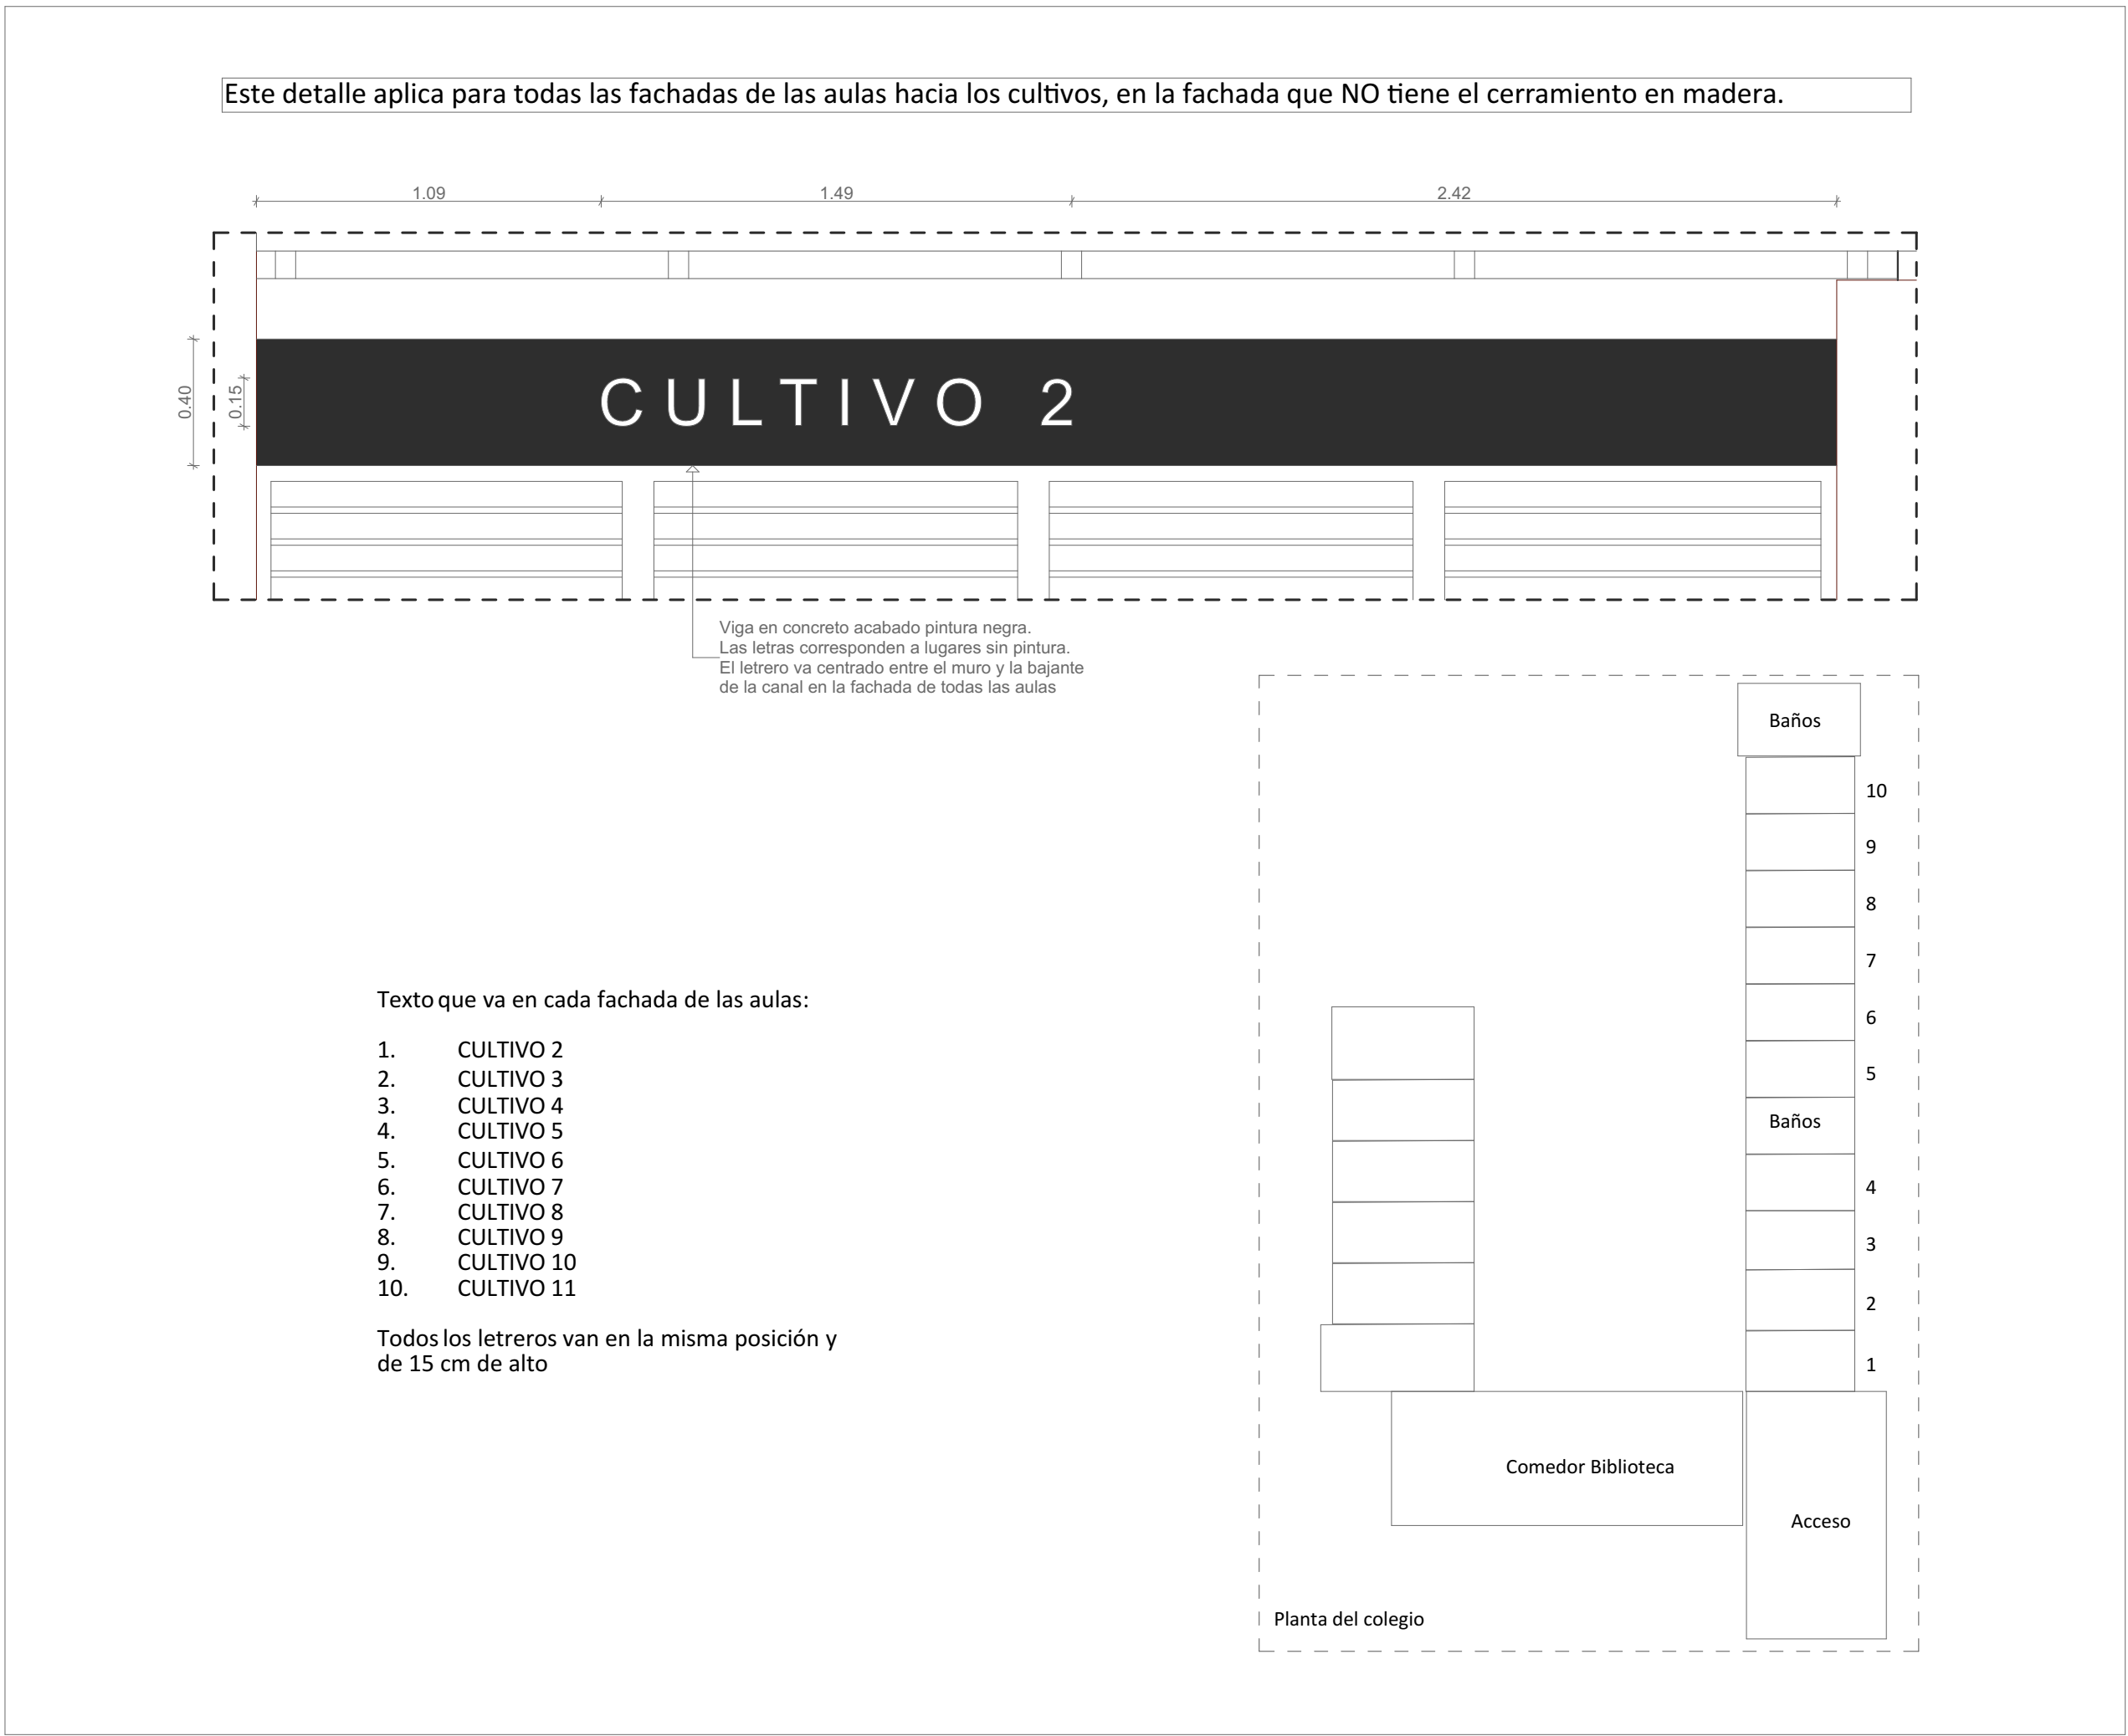 Este detalle aplica para todas las fachadas de las aulas hacia los cultivos, en la fachada que NO tiene el cerramiento en madera.
1.09
1.49
2.42
0.40
0.15
CULTIVO 2
Viga en concreto acabado pintura negra.
Las letras corresponden a lugares sin pintura.
El letrero va centrado entre el muro y la bajante
de la canal en la fachada de todas las aulas
Texto que va en cada fachada de las aulas:
1. CULTIVO 2
2. CULTIVO 3
3. CULTIVO 4
4. CULTIVO 5
5. CULTIVO 6
6. CULTIVO 7
7. CULTIVO 8
8. CULTIVO 9
9. CULTIVO 10
10. CULTIVO 11
Todos los letreros van en la misma posición y
de 15 cm de alto
Baños
10
9
8
7
6
5
Baños
4
3
2
1
Comedor Biblioteca
Acceso
Planta del colegio